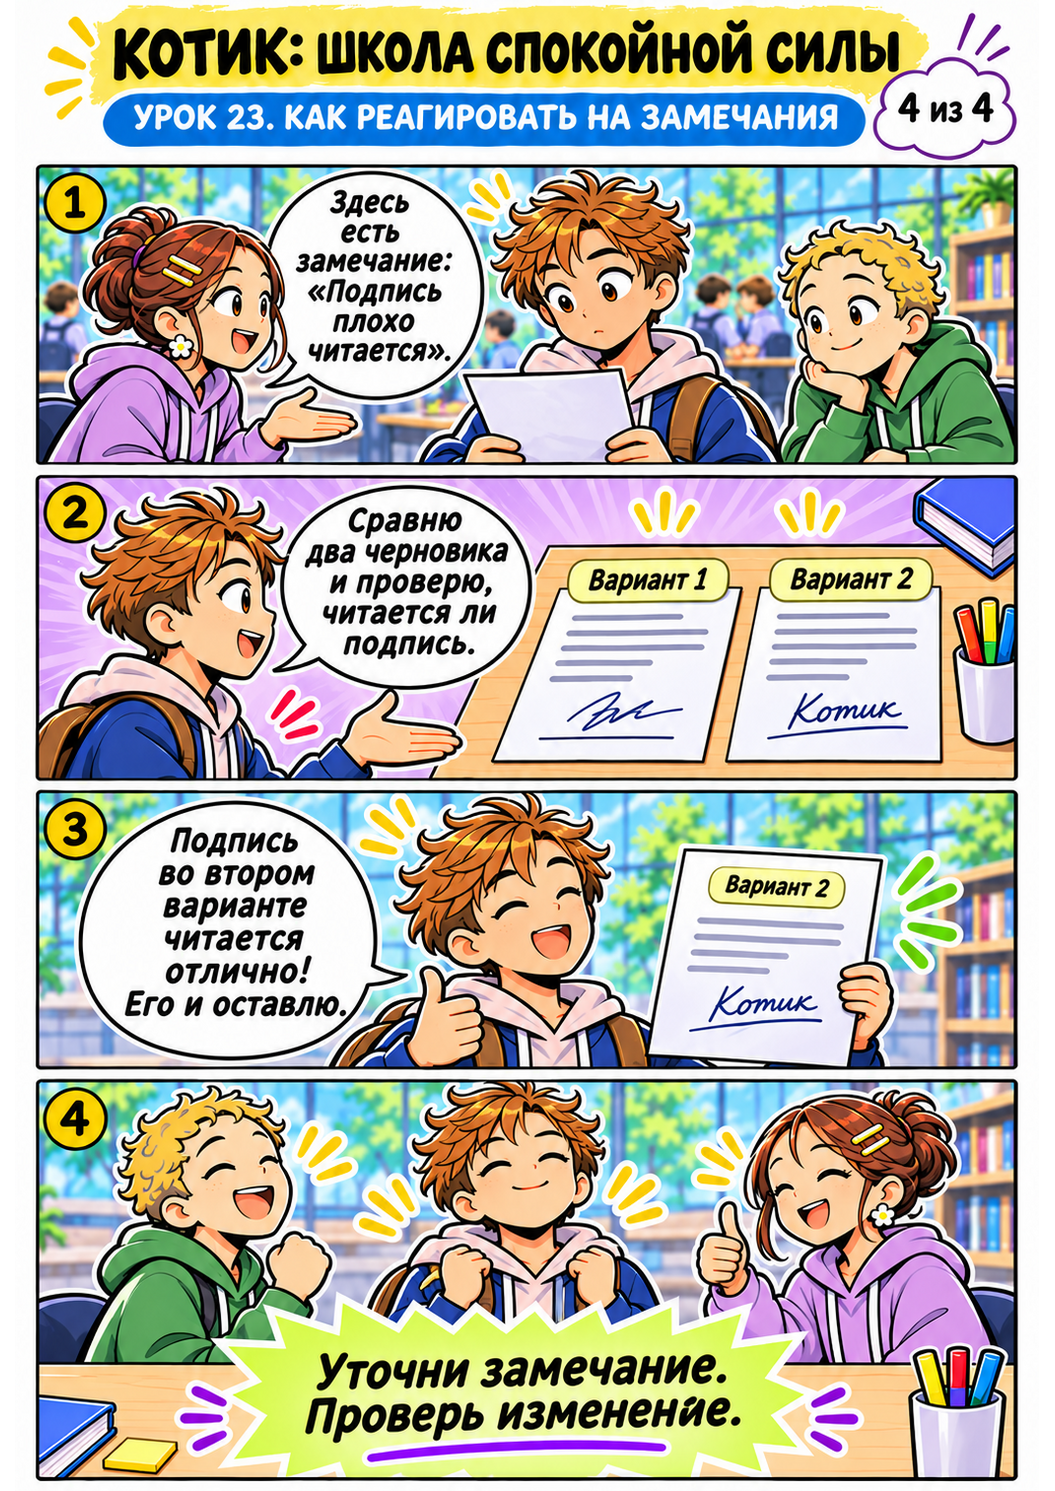 КОТИК: ШКОЛА СПОКОЙНОЙ СИЛЫ
УРОК 23. КАК РЕАГИРОВАТЬ НА ЗАМЕЧАНИЯ
4 из 4
1
Здесь
есть
замечание:
«Подпись
плохо
читается».
2
Сравню
два черновика
и проверю,
читается ли
подпись.
Вариант 1
Вариант 2
Котик
3
Подпись
во втором
варианте
читается
отлично!
Его и оставлю.
Вариант 2
Котик
4
Уточни замечание.
Проверь изменение.